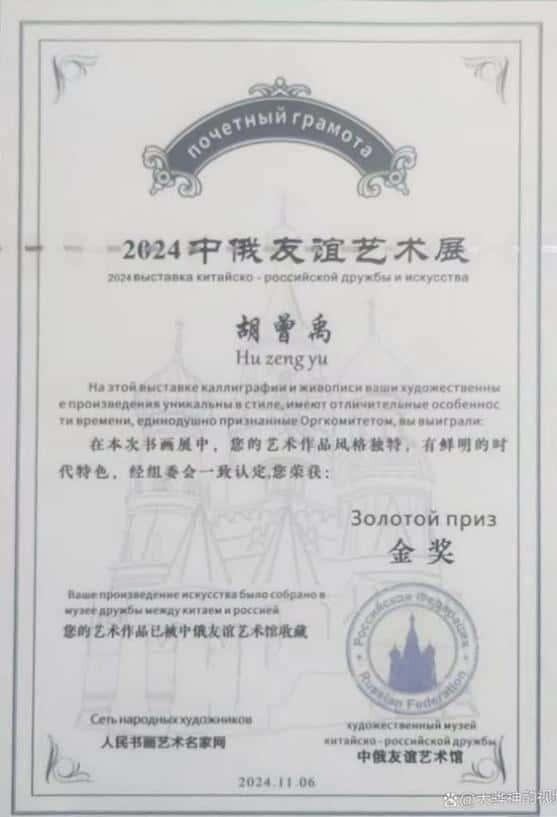 почетный грамота
2024中俄友谊艺术展
2024 выставка китайско - российской дружбы и искусства
胡曾禹
Hu zeng yu
На этой выставке каллиграфии и живописи ваши художественны
е произведения уникальны в стиле, имеют отличительные особеннос
ти времени, единодушно признанные Оргкомитетом, вы выиграли:
在本次书画展中，您的艺术作品风格独特，有鲜明的时
代特色，经组委会一致认定,您荣获：
Золотой приз
金奖
Ваше произведение искусства было собрано в
музее дружбы между китаем и россией
您的艺术作品已被中俄友谊艺术馆收藏
Российская Федерация
Russian Federation
Сеть народных художников
人民书画艺术名家网
художественный музей
китайско - российской дружбы
中俄友谊艺术馆
2024.11.06